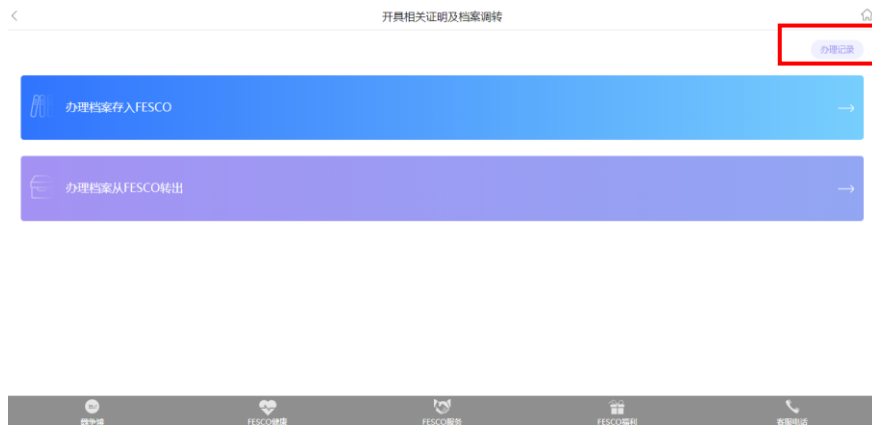 开具相关证明及档案调转
办理记录
办理档案存入FESCO
办理档案从FESCO转出
FESCO健康
FESCO服务
FESCO福利
客服电话